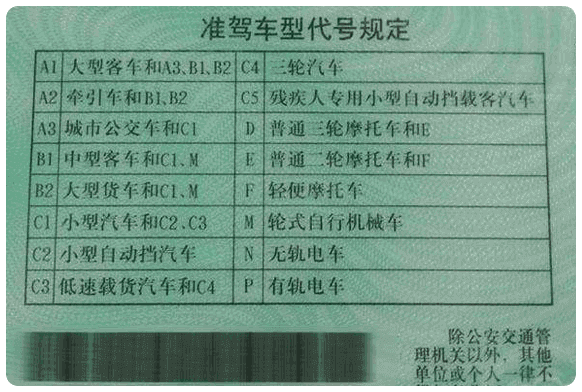 准驾车型代号规定
A1 大型客车和A3、B1、B2 C4 三轮汽车
A2 牵引车和B1、B2 C5 残疾人专用小型自动挡载客汽车
A3 城市公交车和C1 D 普通三轮摩托车和E
B1 中型客车和C1、M E 普通二轮摩托车和F
B2 大型货车和C1、M F 轻便摩托车
C1 小型汽车和C2、C3 M 轮式自行机械车
C2 小型自动挡汽车 N 无轨电车
C3 低速载货汽车和C4 P 有轨电车
除公安交通管
理机关以外，其他
单位或个人一律不